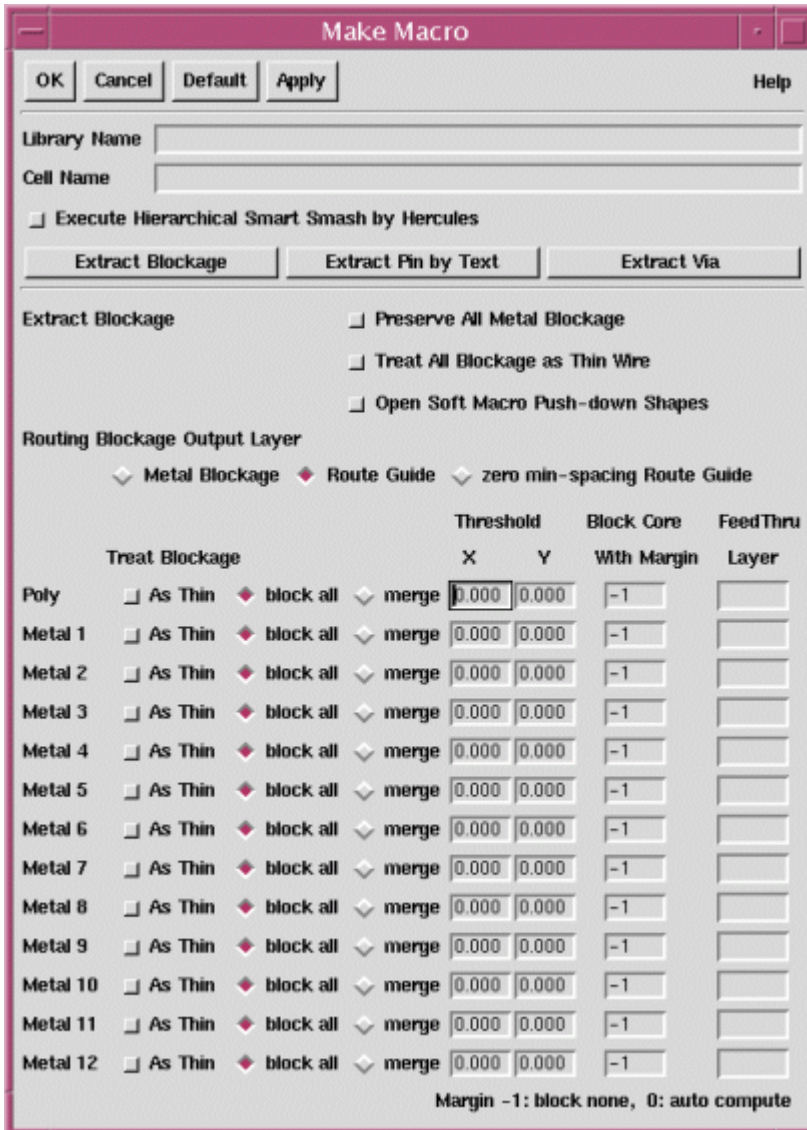 Make Macro
OK Cancel Default Apply Help
Library Name
Cell Name
Execute Hierarchical Smart Smash by Hercules
Extract Blockage Extract Pin by Text Extract Via
Extract Blockage Preserve All Metal Blockage
Treat All Blockage as Thin Wire
Open Soft Macro Push-down Shapes
Routing Blockage Output Layer
Metal Blockage Route Guide zero min-spacing Route Guide
Threshold Block Core FeedThru
Treat Blockage X Y With Margin Layer
Poly As Thin block all merge 0.000 0.000 -1
Metal 1 As Thin block all merge 0.000 0.000 -1
Metal 2 As Thin block all merge 0.000 0.000 -1
Metal 3 As Thin block all merge 0.000 0.000 -1
Metal 4 As Thin block all merge 0.000 0.000 -1
Metal 5 As Thin block all merge 0.000 0.000 -1
Metal 6 As Thin block all merge 0.000 0.000 -1
Metal 7 As Thin block all merge 0.000 0.000 -1
Metal 8 As Thin block all merge 0.000 0.000 -1
Metal 9 As Thin block all merge 0.000 0.000 -1
Metal 10 As Thin block all merge 0.000 0.000 -1
Metal 11 As Thin block all merge 0.000 0.000 -1
Metal 12 As Thin block all merge 0.000 0.000 -1
Margin -1: block none, 0: auto compute